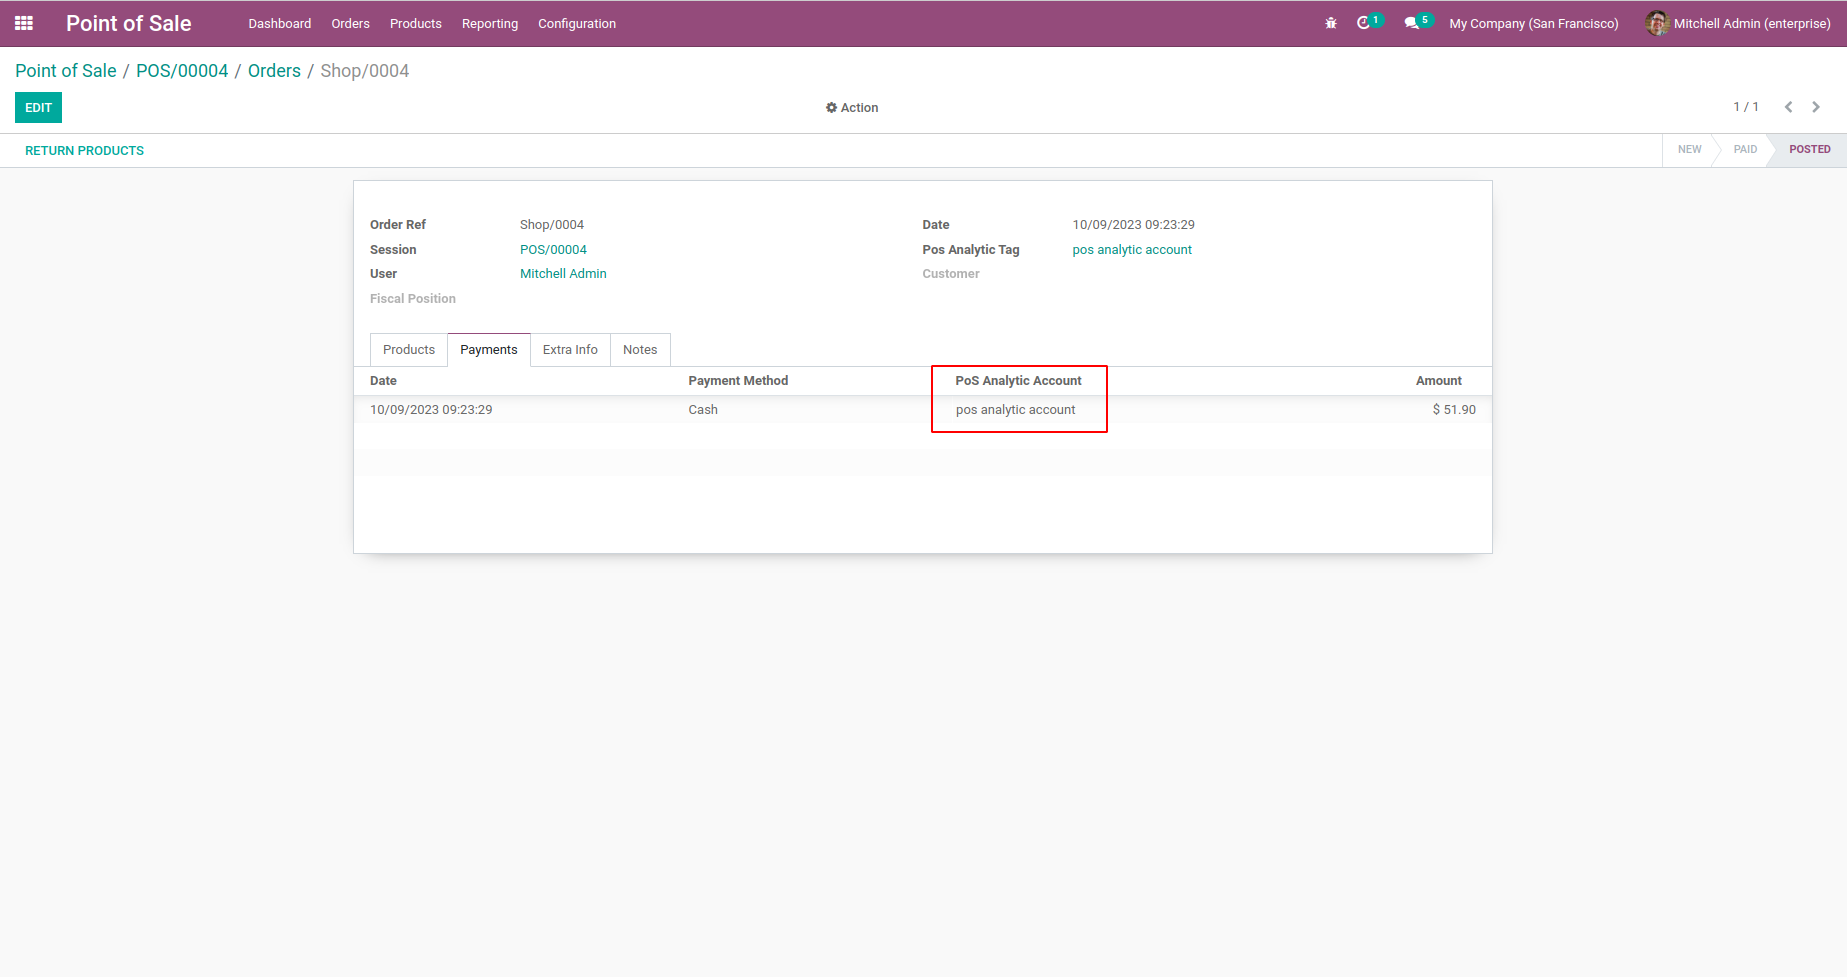 Point of Sale Dashboard Orders Products Reporting Configuration 1 5 My Company (San Francisco) Mitchell Admin (enterprise)
Point of Sale / POS/00004 / Orders / Shop/0004
EDIT Action 1 / 1
RETURN PRODUCTS NEW PAID POSTED
Order Ref Shop/0004 Date 10/09/2023 09:23:29
Session POS/00004 Pos Analytic Tag pos analytic account
User Mitchell Admin Customer
Fiscal Position
Products Payments Extra Info Notes
Date Payment Method PoS Analytic Account Amount
10/09/2023 09:23:29 Cash pos analytic account $ 51.90